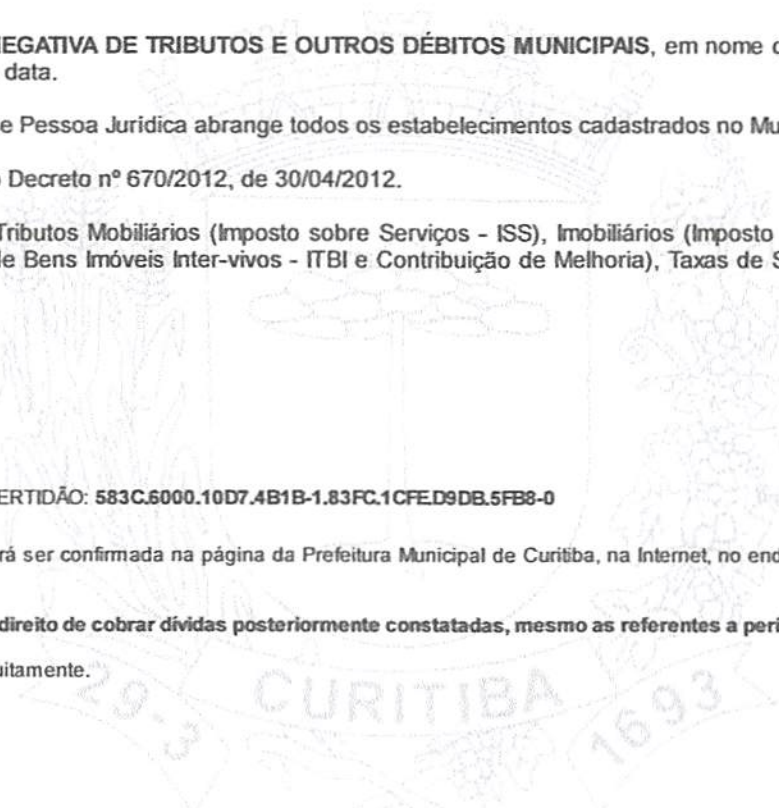 NEGATIVA DE TRIBUTOS E OUTROS DÉBITOS MUNICIPAIS, em nome
data.
e Pessoa Jurídica abrange todos os estabelecimentos cadastrados no Mu
Decreto nº 670/2012, de 30/04/2012.
Tributos Mobiliários (Imposto sobre Serviços - ISS), Imobiliários (Imposto
de Bens Imóveis Inter-vivos - ITBI e Contribuição de Melhoria), Taxas de S
ERTIDÃO: 583C.6000.10D7.4B1B-1.83FC.1CFE.D9DB.5FB8-0
rá ser confirmada na página da Prefeitura Municipal de Curitiba, na Internet, no end
direito de cobrar dívidas posteriormente constatadas, mesmo as referentes a perí
uitamente.
29-3 CURITIBA 1693